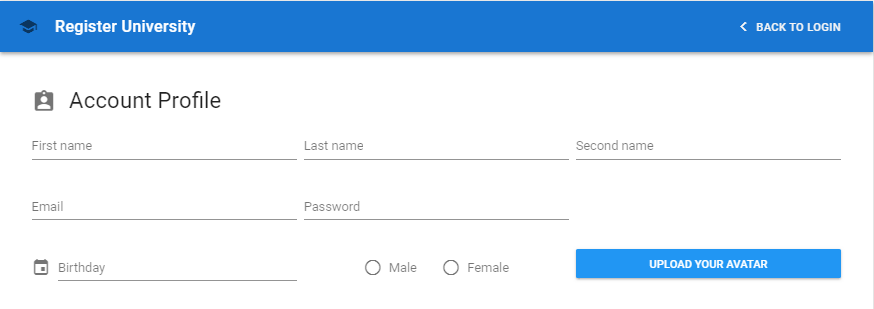 Register University
BACK TO LOGIN
Account Profile
First name
Last name
Second name
Email
Password
Birthday
Male
Female
UPLOAD YOUR AVATAR